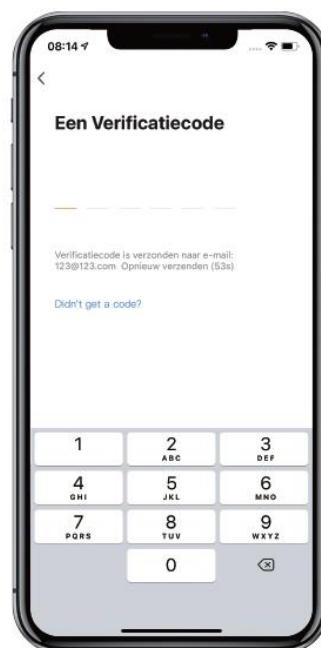 08:14
Een Verificatiecode
Verificatiecode is verzonden naar e-mail:
123@123.com Opnieuw verzenden (53s)
Didn't get a code?
1
2
ABC
3
DEF
4
GHI
5
JKL
6
MNO
7
PQRS
8
TUV
9
WXYZ
0